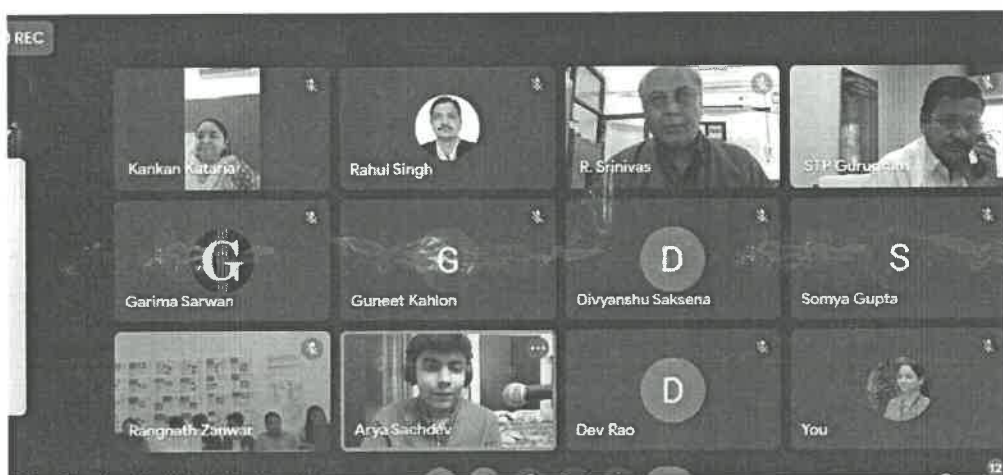 REC
Kankan Kataria
Rahul Singh
R. Srinivas
STP Gurugram
G
Garima Sarwan
G
Guneet Kahlon
D
Divyanshu Saksena
S
Somya Gupta
Rangnath Zanwar
Arya Sachdev
D
Dev Rao
You
12